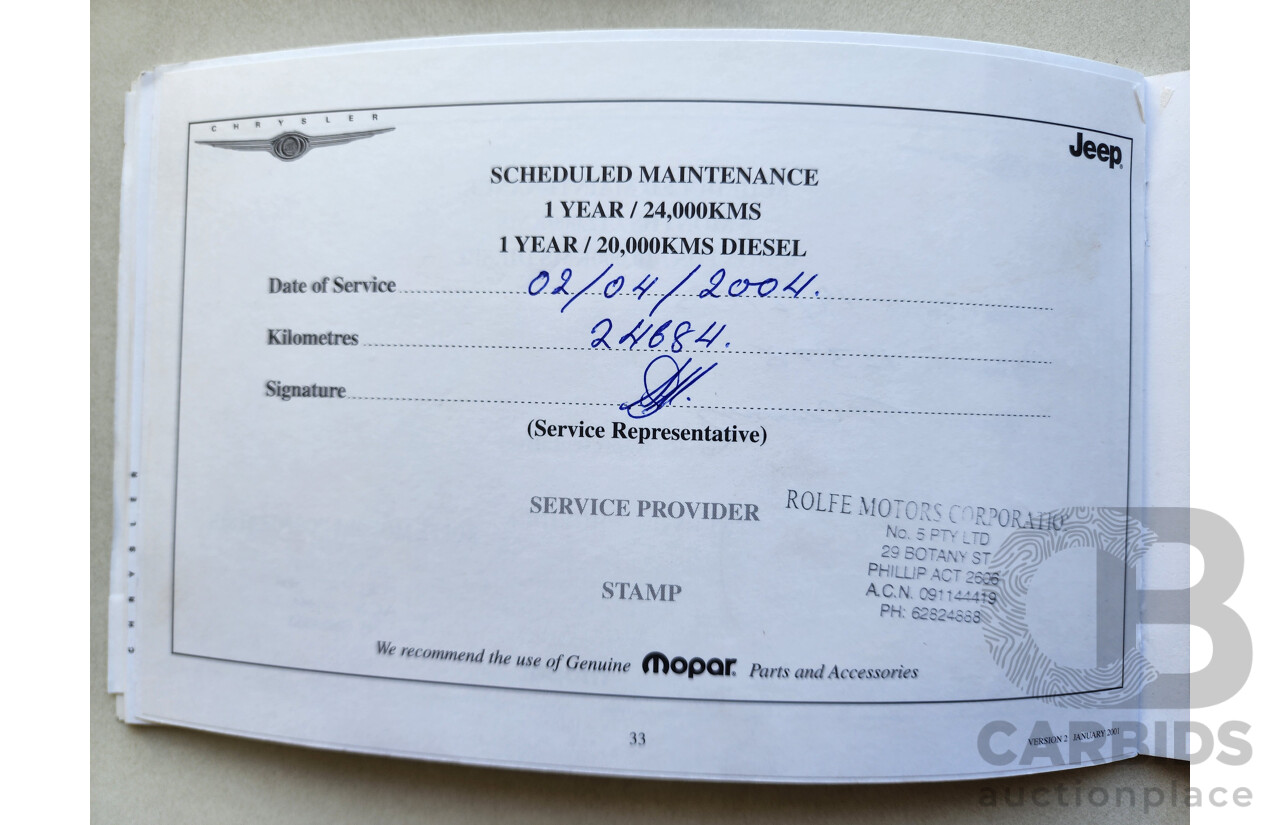 CHRYSLER
Jeep
SCHEDULED MAINTENANCE
1 YEAR / 24,000KMS
1 YEAR / 20,000KMS DIESEL
Date of Service 02/04/2004.
Kilometres 24684.
Signature
(Service Representative)
SERVICE PROVIDER
STAMP
ROLFE MOTORS CORPORATIO
No. 5 PTY LTD
29 BOTANY ST
PHILLIP ACT 2606
A.C.N. 091144419
PH: 62824888
We recommend the use of Genuine Mopar Parts and Accessories
33
VERSION 2 JANUARY 2001
CARBIDS
auctionplace